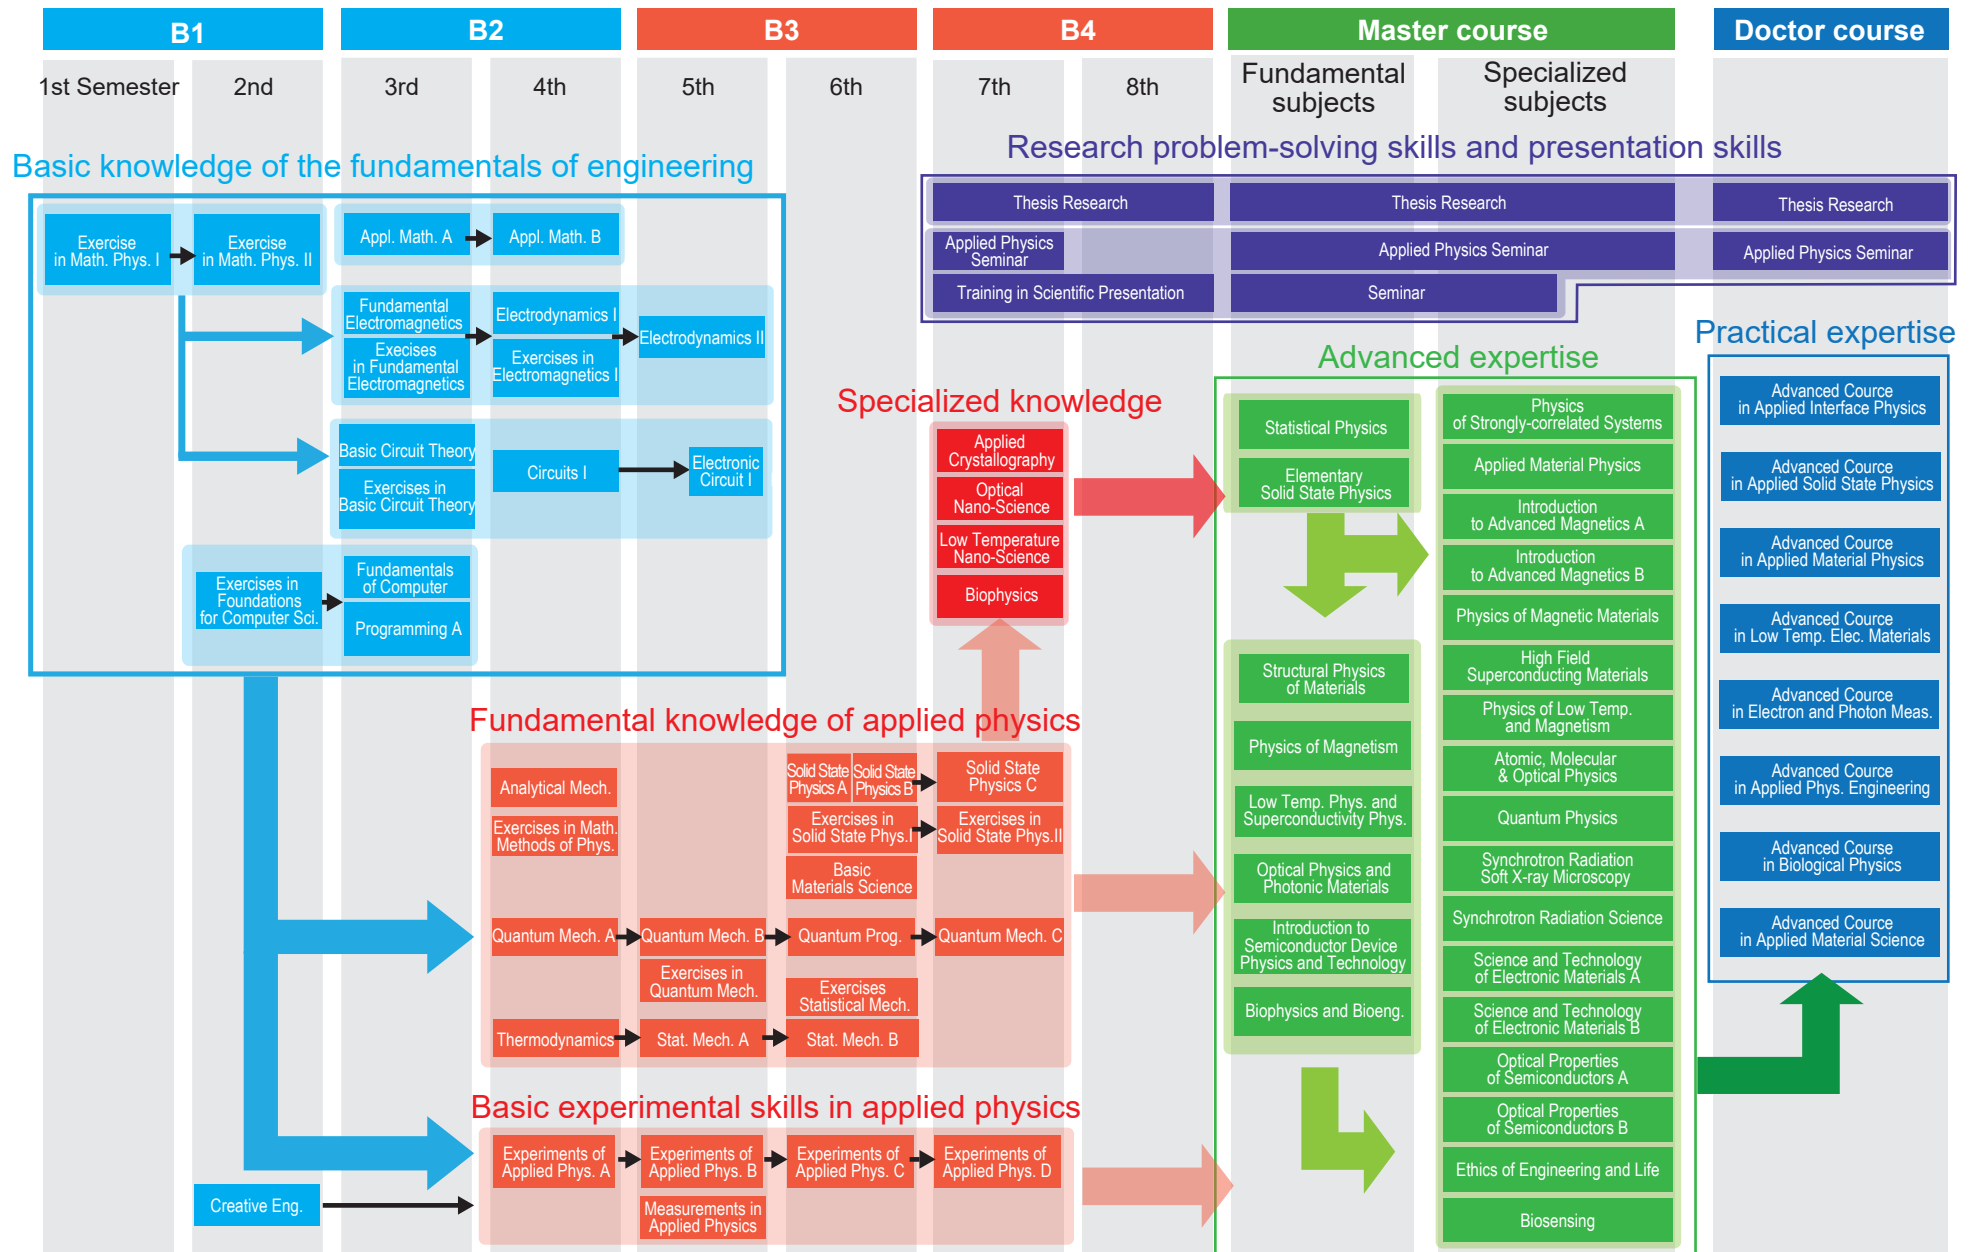 B1
B2
B3
B4
Master course
Doctor course
1st Semester
2nd
3rd
4th
5th
6th
7th
8th
Fundamental
subjects
Specialized
subjects
Basic knowledge of the fundamentals of engineering
Exercise
in Math. Phys. I
Exercise
in Math. Phys. II
Appl. Math. A
Appl. Math. B
Fundamental
Electromagnetics
Execises
in Fundamental
Electromagnetics
Electrodynamics I
Exercises in
Electromagnetics I
Electrodynamics II
Basic Circuit Theory
Exercises in
Basic Circuit Theory
Circuits I
Electronic
Circuit I
Exercises in
Foundations
for Computer Sci.
Fundamentals
of Computer
Programming A
Research problem-solving skills and presentation skills
Thesis Research
Thesis Research
Thesis Research
Applied Physics
Seminar
Applied Physics Seminar
Applied Physics Seminar
Training in Scientific Presentation
Seminar
Specialized knowledge
Applied
Crystallography
Optical
Nano-Science
Low Temperature
Nano-Science
Biophysics
Fundamental knowledge of applied physics
Analytical Mech.
Exercises in Math.
Methods of Phys.
Solid State
Physics A
Solid State
Physics B
Solid State
Physics C
Exercises in
Solid State Phys.I
Exercises in
Solid State Phys.II
Basic
Materials Science
Quantum Mech. A
Quantum Mech. B
Quantum Prog.
Quantum Mech. C
Exercises in
Quantum Mech.
Exercises
Statistical Mech.
Thermodynamics
Stat. Mech. A
Stat. Mech. B
Basic experimental skills in applied physics
Experiments of
Applied Phys. A
Experiments of
Applied Phys. B
Experiments of
Applied Phys. C
Experiments of
Applied Phys. D
Creative Eng.
Measurements in
Applied Physics
Advanced expertise
Statistical Physics
Elementary
Solid State Physics
Structural Physics
of Materials
Physics of Magnetism
Low Temp. Phys. and
Superconductivity Phys.
Optical Physics and
Photonic Materials
Introduction to
Semiconductor Device
Physics and Technology
Biophysics and Bioeng.
Physics
of Strongly-correlated Systems
Applied Material Physics
Introduction
to Advanced Magnetics A
Introduction
to Advanced Magnetics B
Physics of Magnetic Materials
High Field
Superconducting Materials
Physics of Low Temp.
and Magnetism
Atomic, Molecular
& Optical Physics
Quantum Physics
Synchrotron Radiation
Soft X-ray Microscopy
Synchrotron Radiation Science
Science and Technology
of Electronic Materials A
Science and Technology
of Electronic Materials B
Optical Properties
of Semiconductors A
Optical Properties
of Semiconductors B
Ethics of Engineering and Life
Biosensing
Practical expertise
Advanced Cource
in Applied Interface Physics
Advanced Cource
in Applied Solid State Physics
Advanced Cource
in Applied Material Physics
Advanced Cource
in Low Temp. Elec. Materials
Advanced Cource
in Electron and Photon Meas.
Advanced Cource
in Applied Phys. Engineering
Advanced Course
in Biological Physics
Advanced Cource
in Applied Material Science